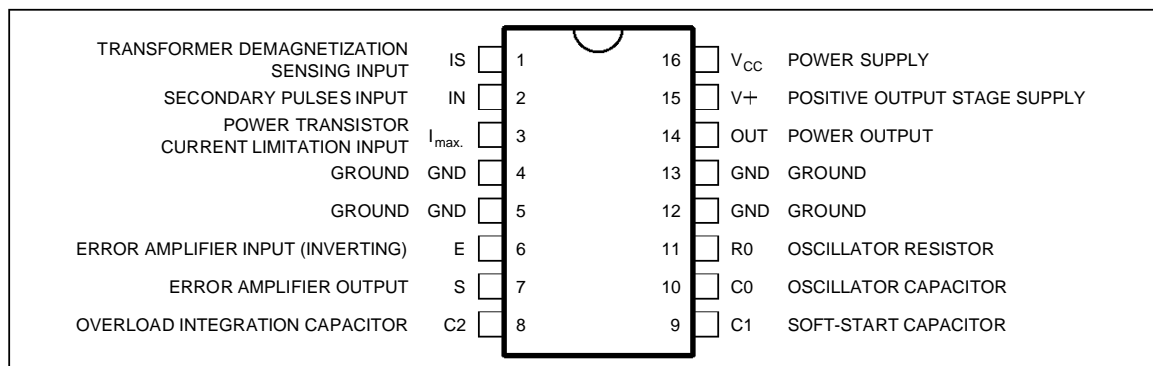 TRANSFORMER DEMAGNETIZATION
SENSING INPUT IS 1 16 VCC POWER SUPPLY
SECONDARY PULSES INPUT IN 2 15 V+ POSITIVE OUTPUT STAGE SUPPLY
POWER TRANSISTOR
CURRENT LIMITATION INPUT Imax. 3 14 OUT POWER OUTPUT
GROUND GND 4 13 GND GROUND
GROUND GND 5 12 GND GROUND
ERROR AMPLIFIER INPUT (INVERTING) E 6 11 R0 OSCILLATOR RESISTOR
ERROR AMPLIFIER OUTPUT S 7 10 C0 OSCILLATOR CAPACITOR
OVERLOAD INTEGRATION CAPACITOR C2 8 9 C1 SOFT-START CAPACITOR